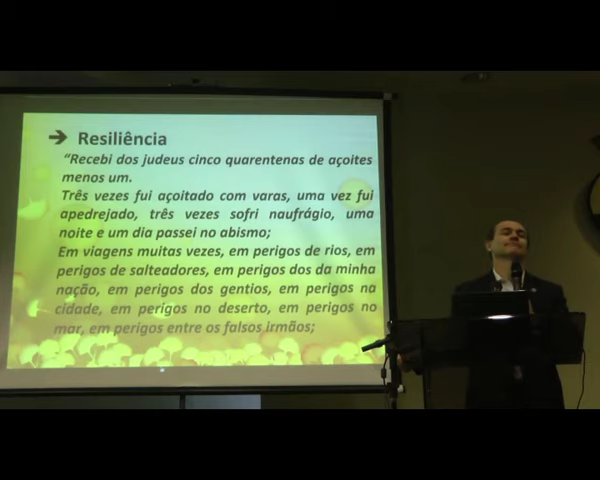 ➔ Resiliência
“Recebi dos judeus cinco quarentenas de açoites
menos um.
Três vezes fui açoitado com varas, uma vez fui
apedrejado, três vezes sofri naufrágio, uma
noite e um dia passei no abismo;
Em viagens muitas vezes, em perigos de rios, em
perigos de salteadores, em perigos dos da minha
nação, em perigos dos gentios, em perigos na
cidade, em perigos no deserto, em perigos no
mar, em perigos entre os falsos irmãos;